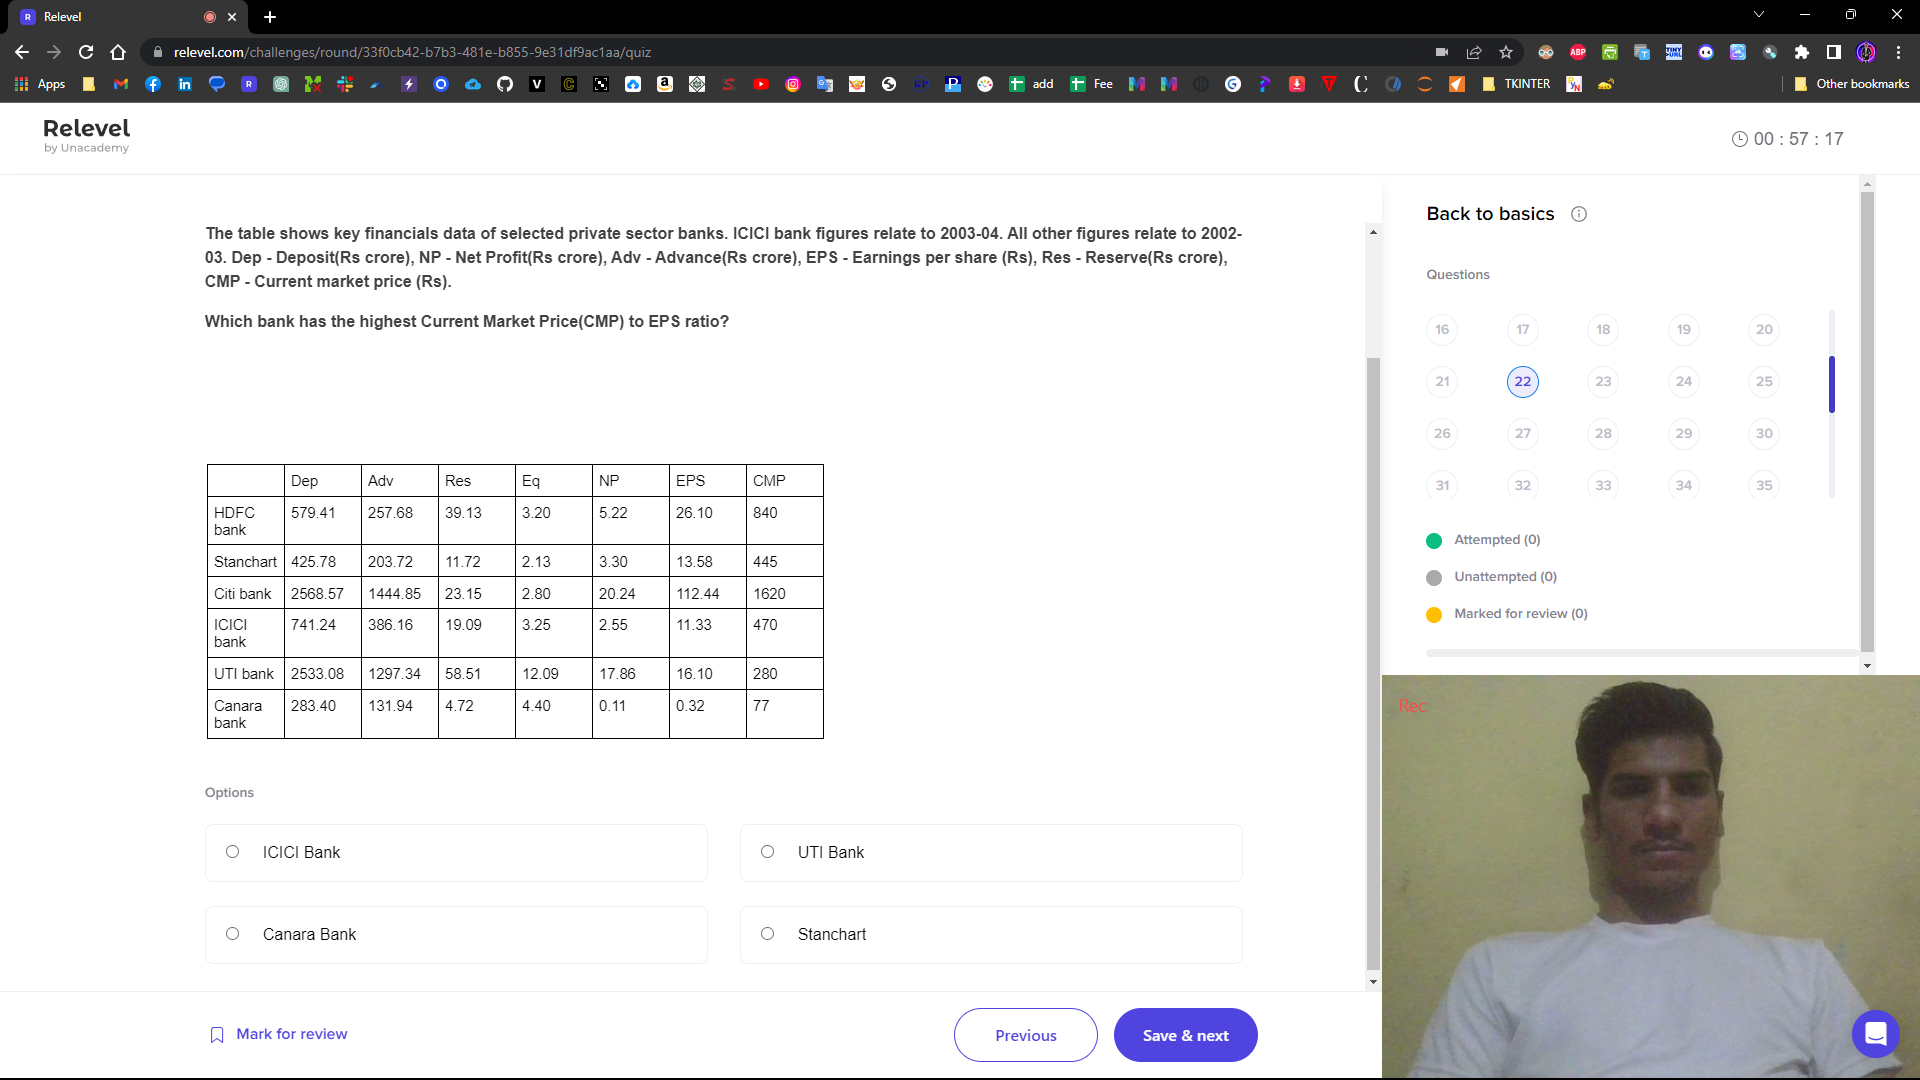 Relevel
relevel.com/challenges/round/33f0cb42-b7b3-481e-b855-9e31df9ac1aa/quiz
Apps
add
Fee
TKINTER
Other bookmarks
Relevel
by Unacademy
00 : 57 : 17
The table shows key financials data of selected private sector banks. ICICI bank figures relate to 2003-04. All other figures relate to 2002-
03. Dep - Deposit(Rs crore), NP - Net Profit(Rs crore), Adv - Advance(Rs crore), EPS - Earnings per share (Rs), Res - Reserve(Rs crore),
CMP - Current market price (Rs).
Which bank has the highest Current Market Price(CMP) to EPS ratio?
Dep Adv Res Eq NP EPS CMP
HDFC bank 579.41 257.68 39.13 3.20 5.22 26.10 840
Stanchart 425.78 203.72 11.72 2.13 3.30 13.58 445
Citi bank 2568.57 1444.85 23.15 2.80 20.24 112.44 1620
ICICI bank 741.24 386.16 19.09 3.25 2.55 11.33 470
UTI bank 2533.08 1297.34 58.51 12.09 17.86 16.10 280
Canara bank 283.40 131.94 4.72 4.40 0.11 0.32 77
Options
ICICI Bank
UTI Bank
Canara Bank
Stanchart
Mark for review
Previous
Save & next
Back to basics
Questions
16 17 18 19 20
21 22 23 24 25
26 27 28 29 30
31 32 33 34 35
Attempted (0)
Unattempted (0)
Marked for review (0)
Rec